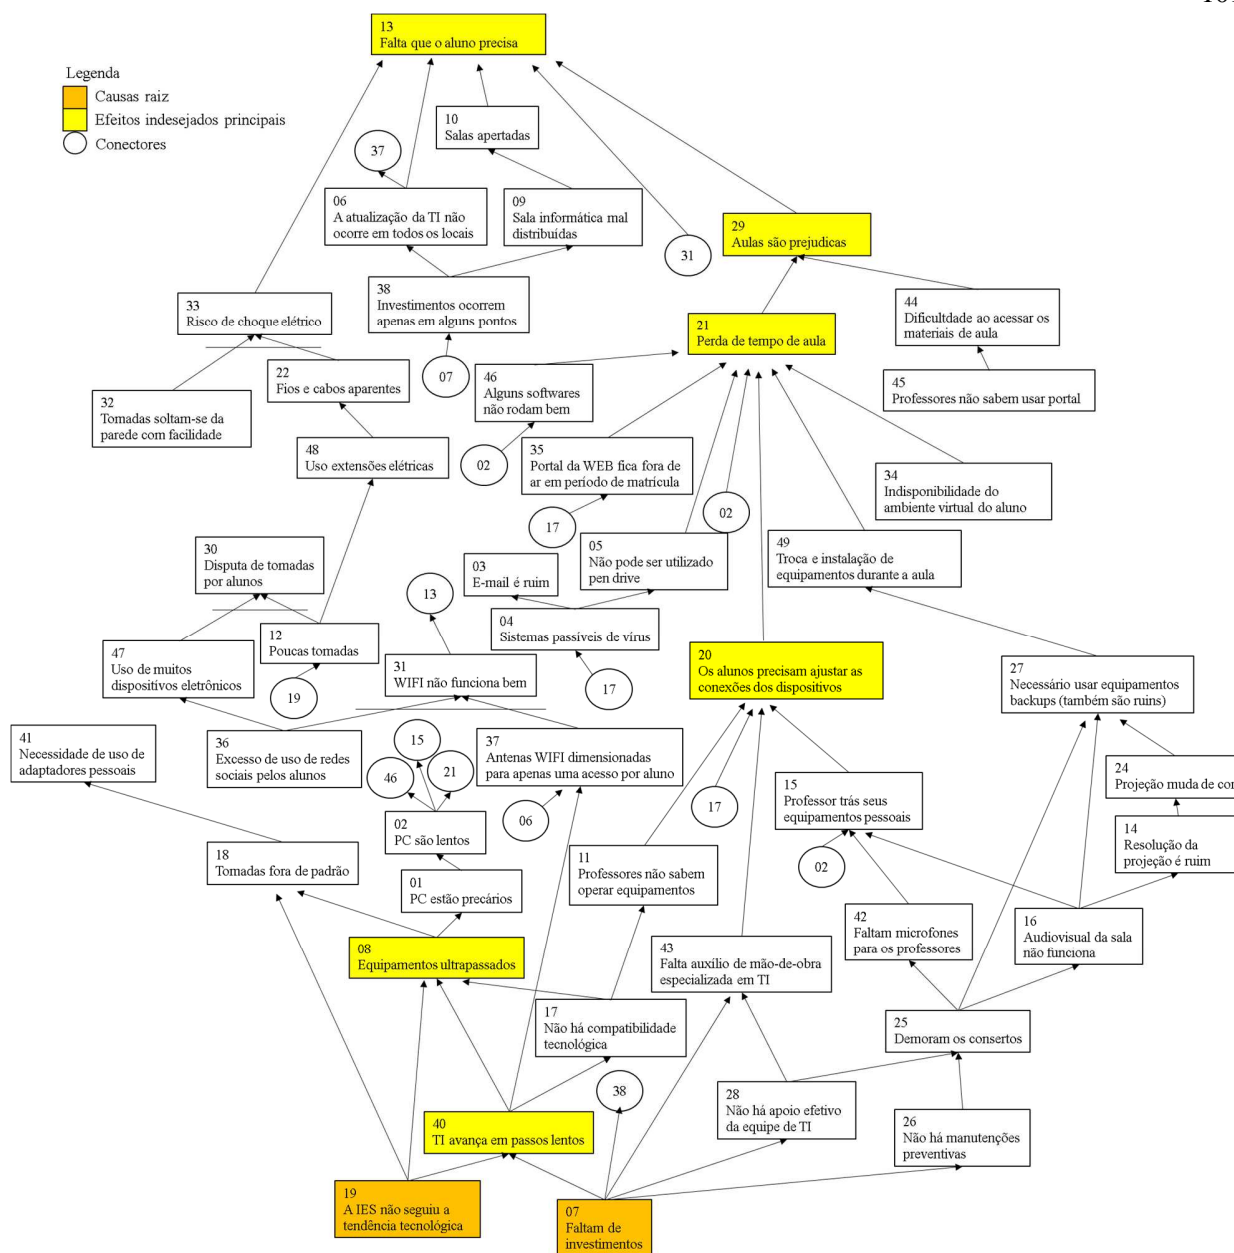 13
Falta que o aluno precisa
Legenda
Causas raiz
Efeitos indesejados principais
Conectores
10
Salas apertadas
37
06
A atualização da TI não
ocorre em todos os locais
09
Sala informática mal
distribuídas
29
Aulas são prejudicas
31
33
Risco de choque elétrico
38
Investimentos ocorrem
apenas em alguns pontos
44
Dificultdade ao acessar os
materiais de aula
21
Perda de tempo de aula
22
Fios e cabos aparentes
07
46
Alguns softwares
não rodam bem
45
Professores não sabem usar portal
32
Tomadas soltam-se da
parede com facilidade
48
Uso extensões elétricas
02
35
Portal da WEB fica fora de
ar em período de matrícula
34
Indisponibilidade do
ambiente virtual do aluno
17
02
30
Disputa de tomadas
por alunos
03
E-mail é ruim
05
Não pode ser utilizado
pen drive
49
Troca e instalação de
equipamentos durante a aula
13
04
Sistemas passíveis de vírus
12
Poucas tomadas
47
Uso de muitos
dispositivos eletrônicos
31
WIFI não funciona bem
20
Os alunos precisam ajustar as
conexões dos dispositivos
27
Necessário usar equipamentos
backups (também são ruins)
19
17
41
Necessidade de uso de
adaptadores pessoais
36
Excesso de uso de redes
sociais pelos alunos
15
37
Antenas WIFI dimensionadas
para apenas uma acesso por aluno
46
21
24
Projeção muda de cor
15
Professor trás seus
equipamentos pessoais
17
06
02
PC são lentos
14
Resolução da
projeção é ruim
18
Tomadas fora de padrão
11
Professores não sabem
operar equipamentos
02
01
PC estão precários
42
Faltam microfones
para os professores
16
Audiovisual da sala
não funciona
08
Equipamentos ultrapassados
43
Falta auxílio de mão-de-obra
especializada em TI
17
Não há compatibilidade
tecnológica
25
Demoram os consertos
38
28
Não há apoio efetivo
da equipe de TI
40
TI avança em passos lentos
26
Não há manutenções
preventivas
19
A IES não seguiu a
tendência tecnológica
07
Faltam de
investimentos